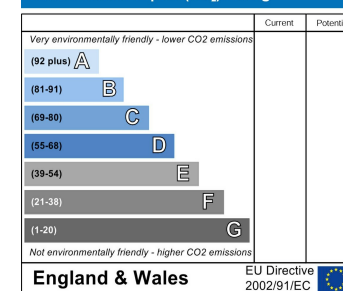 Current Potenti
Very environmentally friendly - lower CO2 emissions
(92 plus) A
(81-91) B
(69-80) C
(55-68) D
(39-54) E
(21-38) F
(1-20) G
Not environmentally friendly - higher CO2 emissions
England & Wales
EU Directive
2002/91/EC